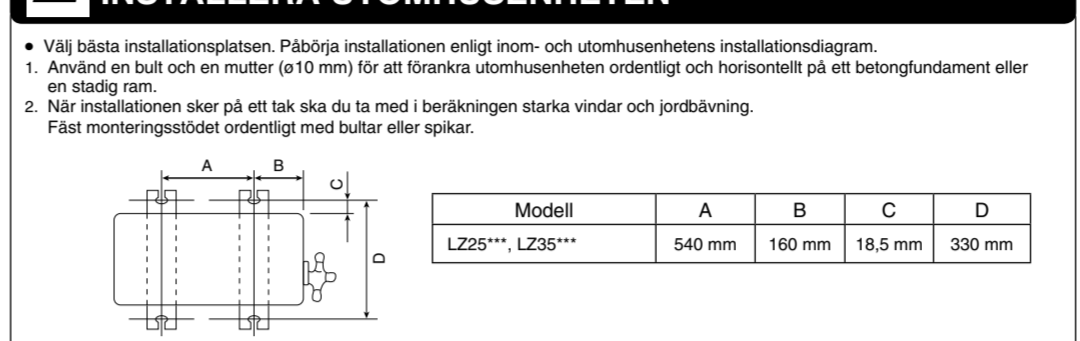 INSTALLERA UTOMHUSENHETEN
● Välj bästa installationsplatsen. Påbörja installationen enligt inom- och utomhusenhetens installationsdiagram.
1. Använd en bult och en mutter (ø10 mm) för att förankra utomhusenheten ordentligt och horisontellt på ett betongfundament eller
en stadig ram.
2. När installationen sker på ett tak ska du ta med i beräkningen starka vindar och jordbävning.
Fäst monteringsstödet ordentligt med bultar eller spikar.
A B
C
D
Modell A B C D
LZ25***, LZ35*** 540 mm 160 mm 18,5 mm 330 mm